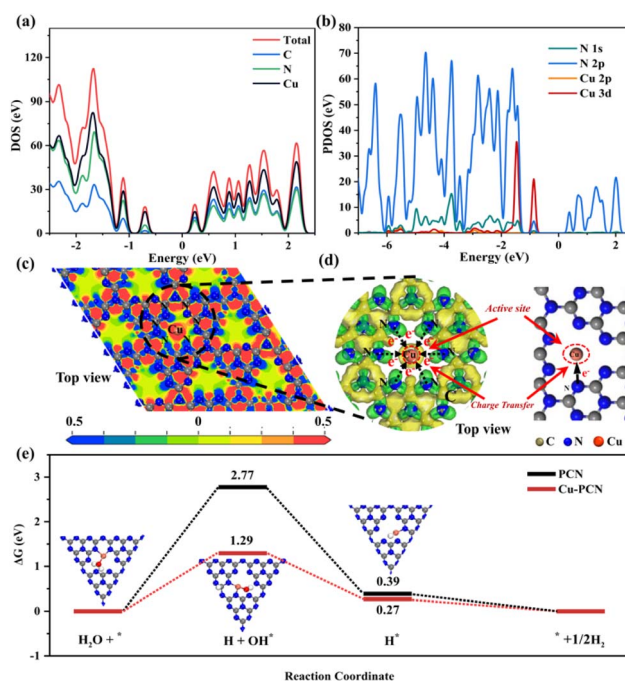 (a)
Total
C
N
Cu
DOS (eV)
120
90
60
30
0
-2
-1
0
1
2
Energy (eV)
(b)
N 1s
N 2p
Cu 2p
Cu 3d
PDOS (eV)
80
70
60
50
40
30
20
10
0
-6
-4
-2
0
2
Energy (eV)
(c)
Cu
Top view
0.5
0
0.5
(d)
Active site
N
N
e⁻
e⁻
e⁻
Cu
N
N
e⁻
e⁻
e⁻
N
N
C
Charge Transfer
Top view
Cu
e⁻
N
C
N
Cu
(e)
PCN
Cu-PCN
ΔG (eV)
3
2
1
0
-1
2.77
1.29
0.39
0.27
H₂O + *
H + OH*
H*
* +1/2H₂
Reaction Coordinate